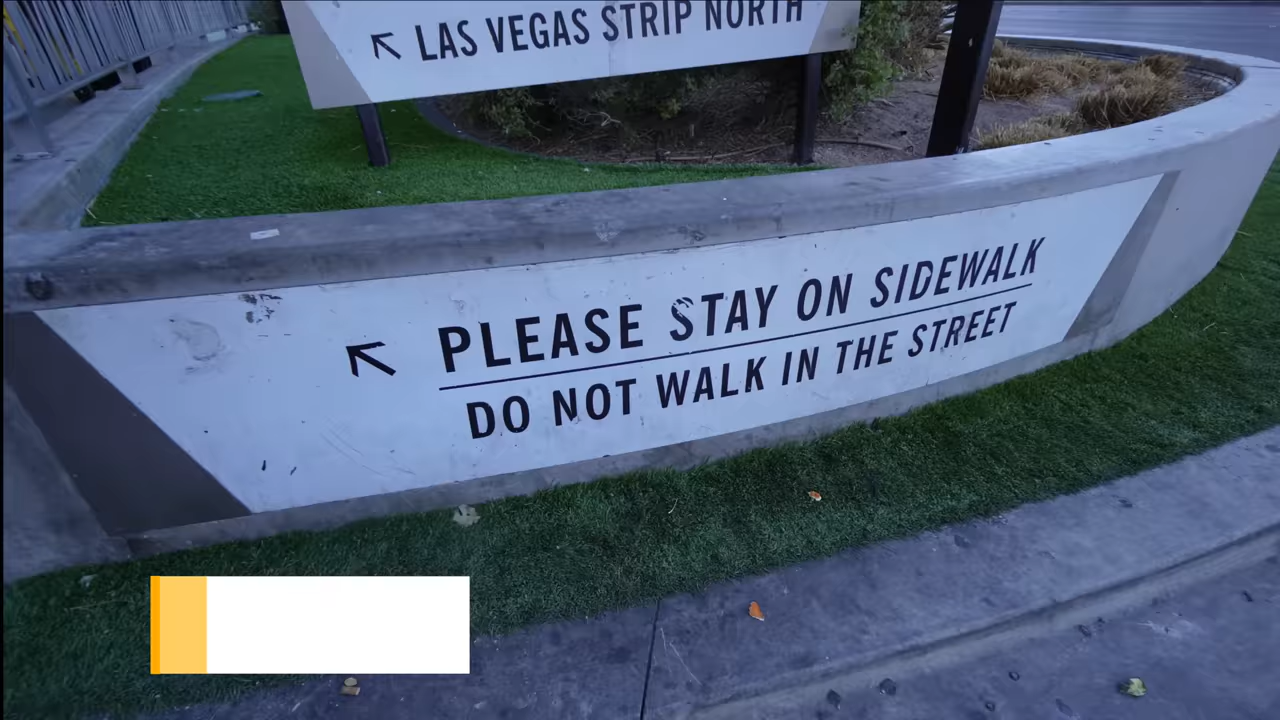 LAS VEGAS STRIP NORTH
PLEASE STAY ON SIDEWALK
DO NOT WALK IN THE STREET